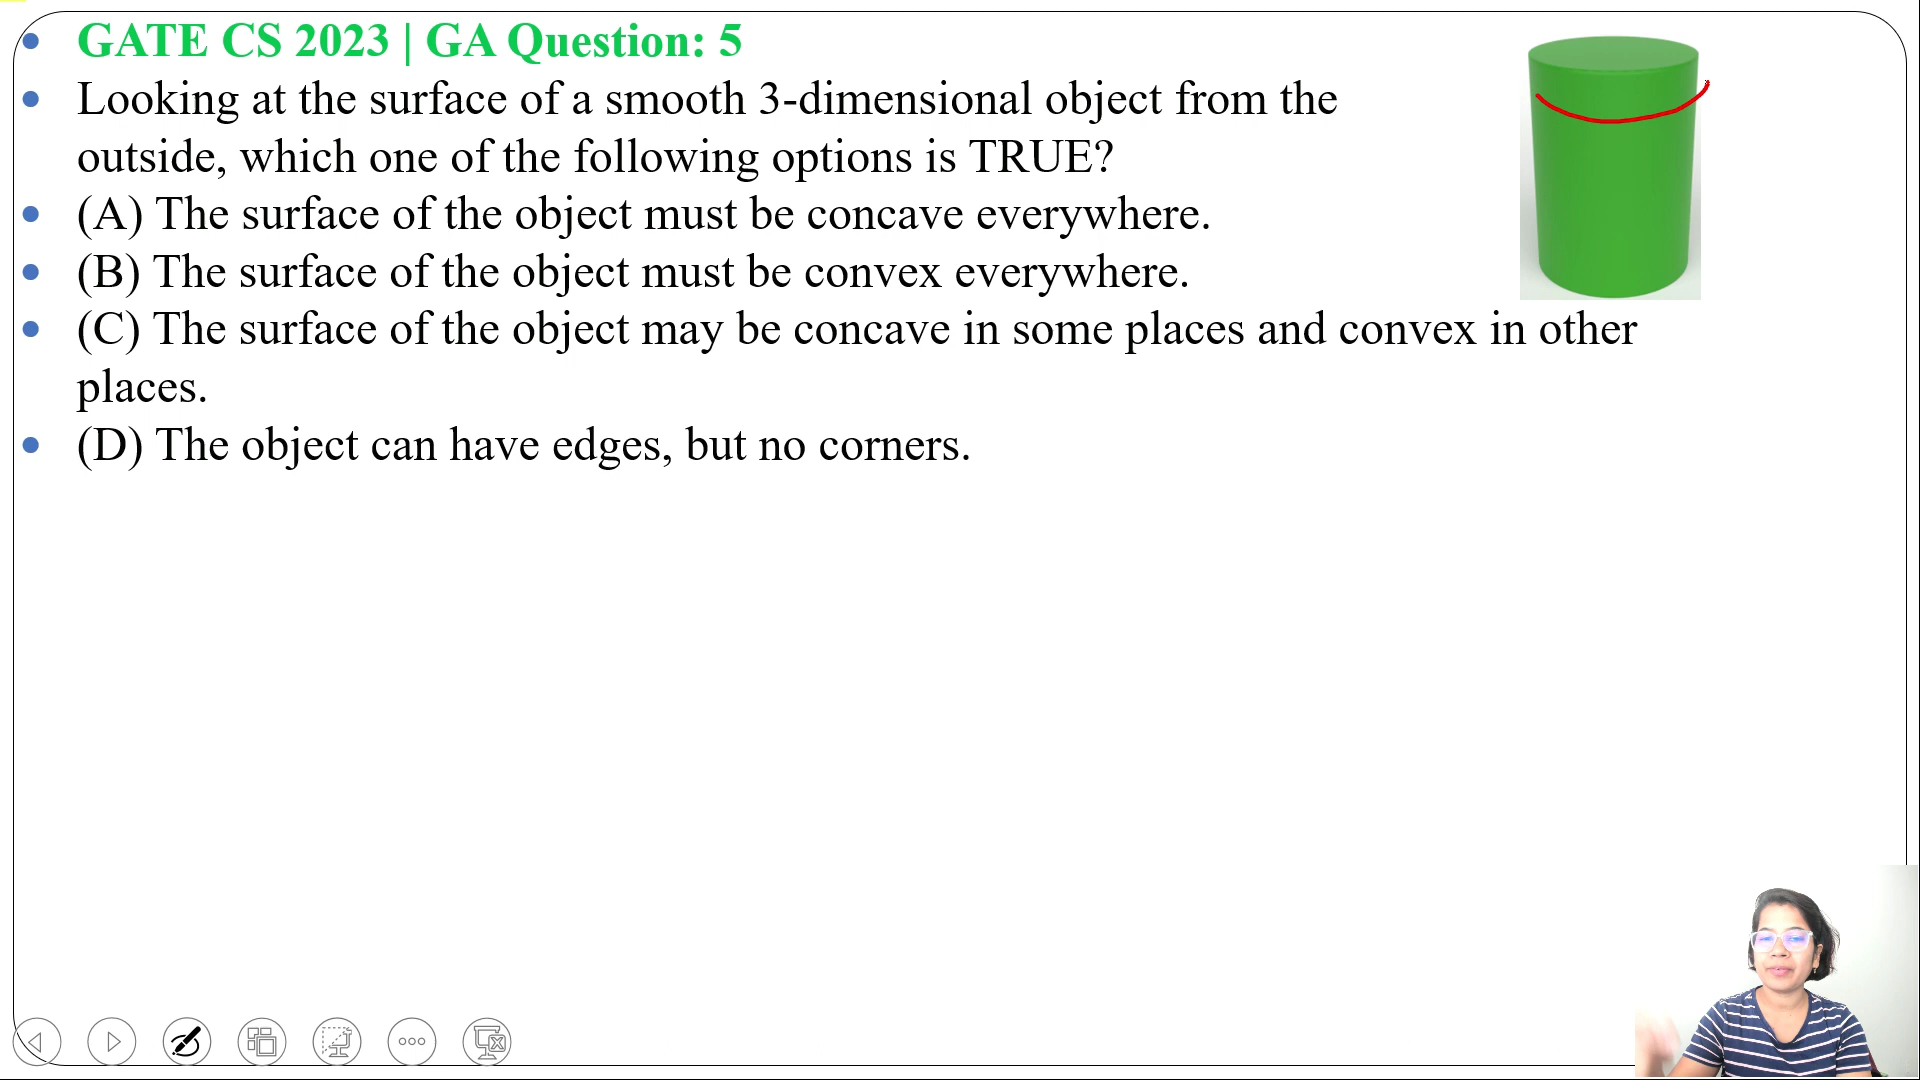 GATE CS 2023 | GA Question: 5
Looking at the surface of a smooth 3-dimensional object from the
outside, which one of the following options is TRUE?
(A) The surface of the object must be concave everywhere.
(B) The surface of the object must be convex everywhere.
(C) The surface of the object may be concave in some places and convex in other
places.
(D) The object can have edges, but no corners.